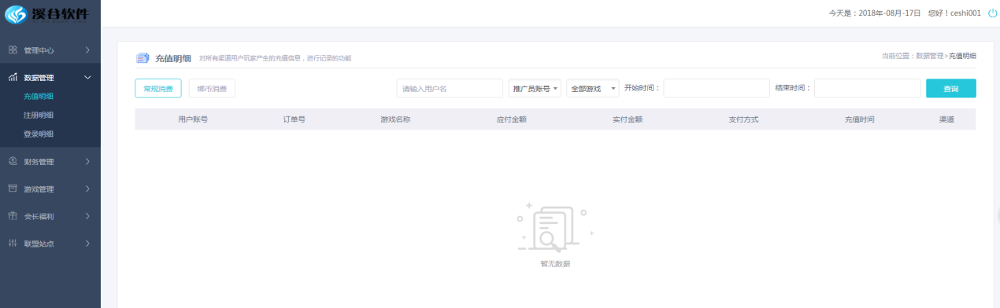 溪谷软件
今天是：2018年-08月-17日 您好！ceshi001
管理中心
数据管理
充值明细
注册明细
登录明细
财务管理
游戏管理
会长福利
联盟站点
充值明细 对所有渠道用户玩家产生的充值信息，进行记录的功能
当前位置：数据管理>充值明细
常规消费 绑币消费 请输入用户名 推广员账号 全部游戏 开始时间： 结束时间： 查询
用户账号 订单号 游戏名称 应付金额 实付金额 支付方式 充值时间 渠道
暂无数据